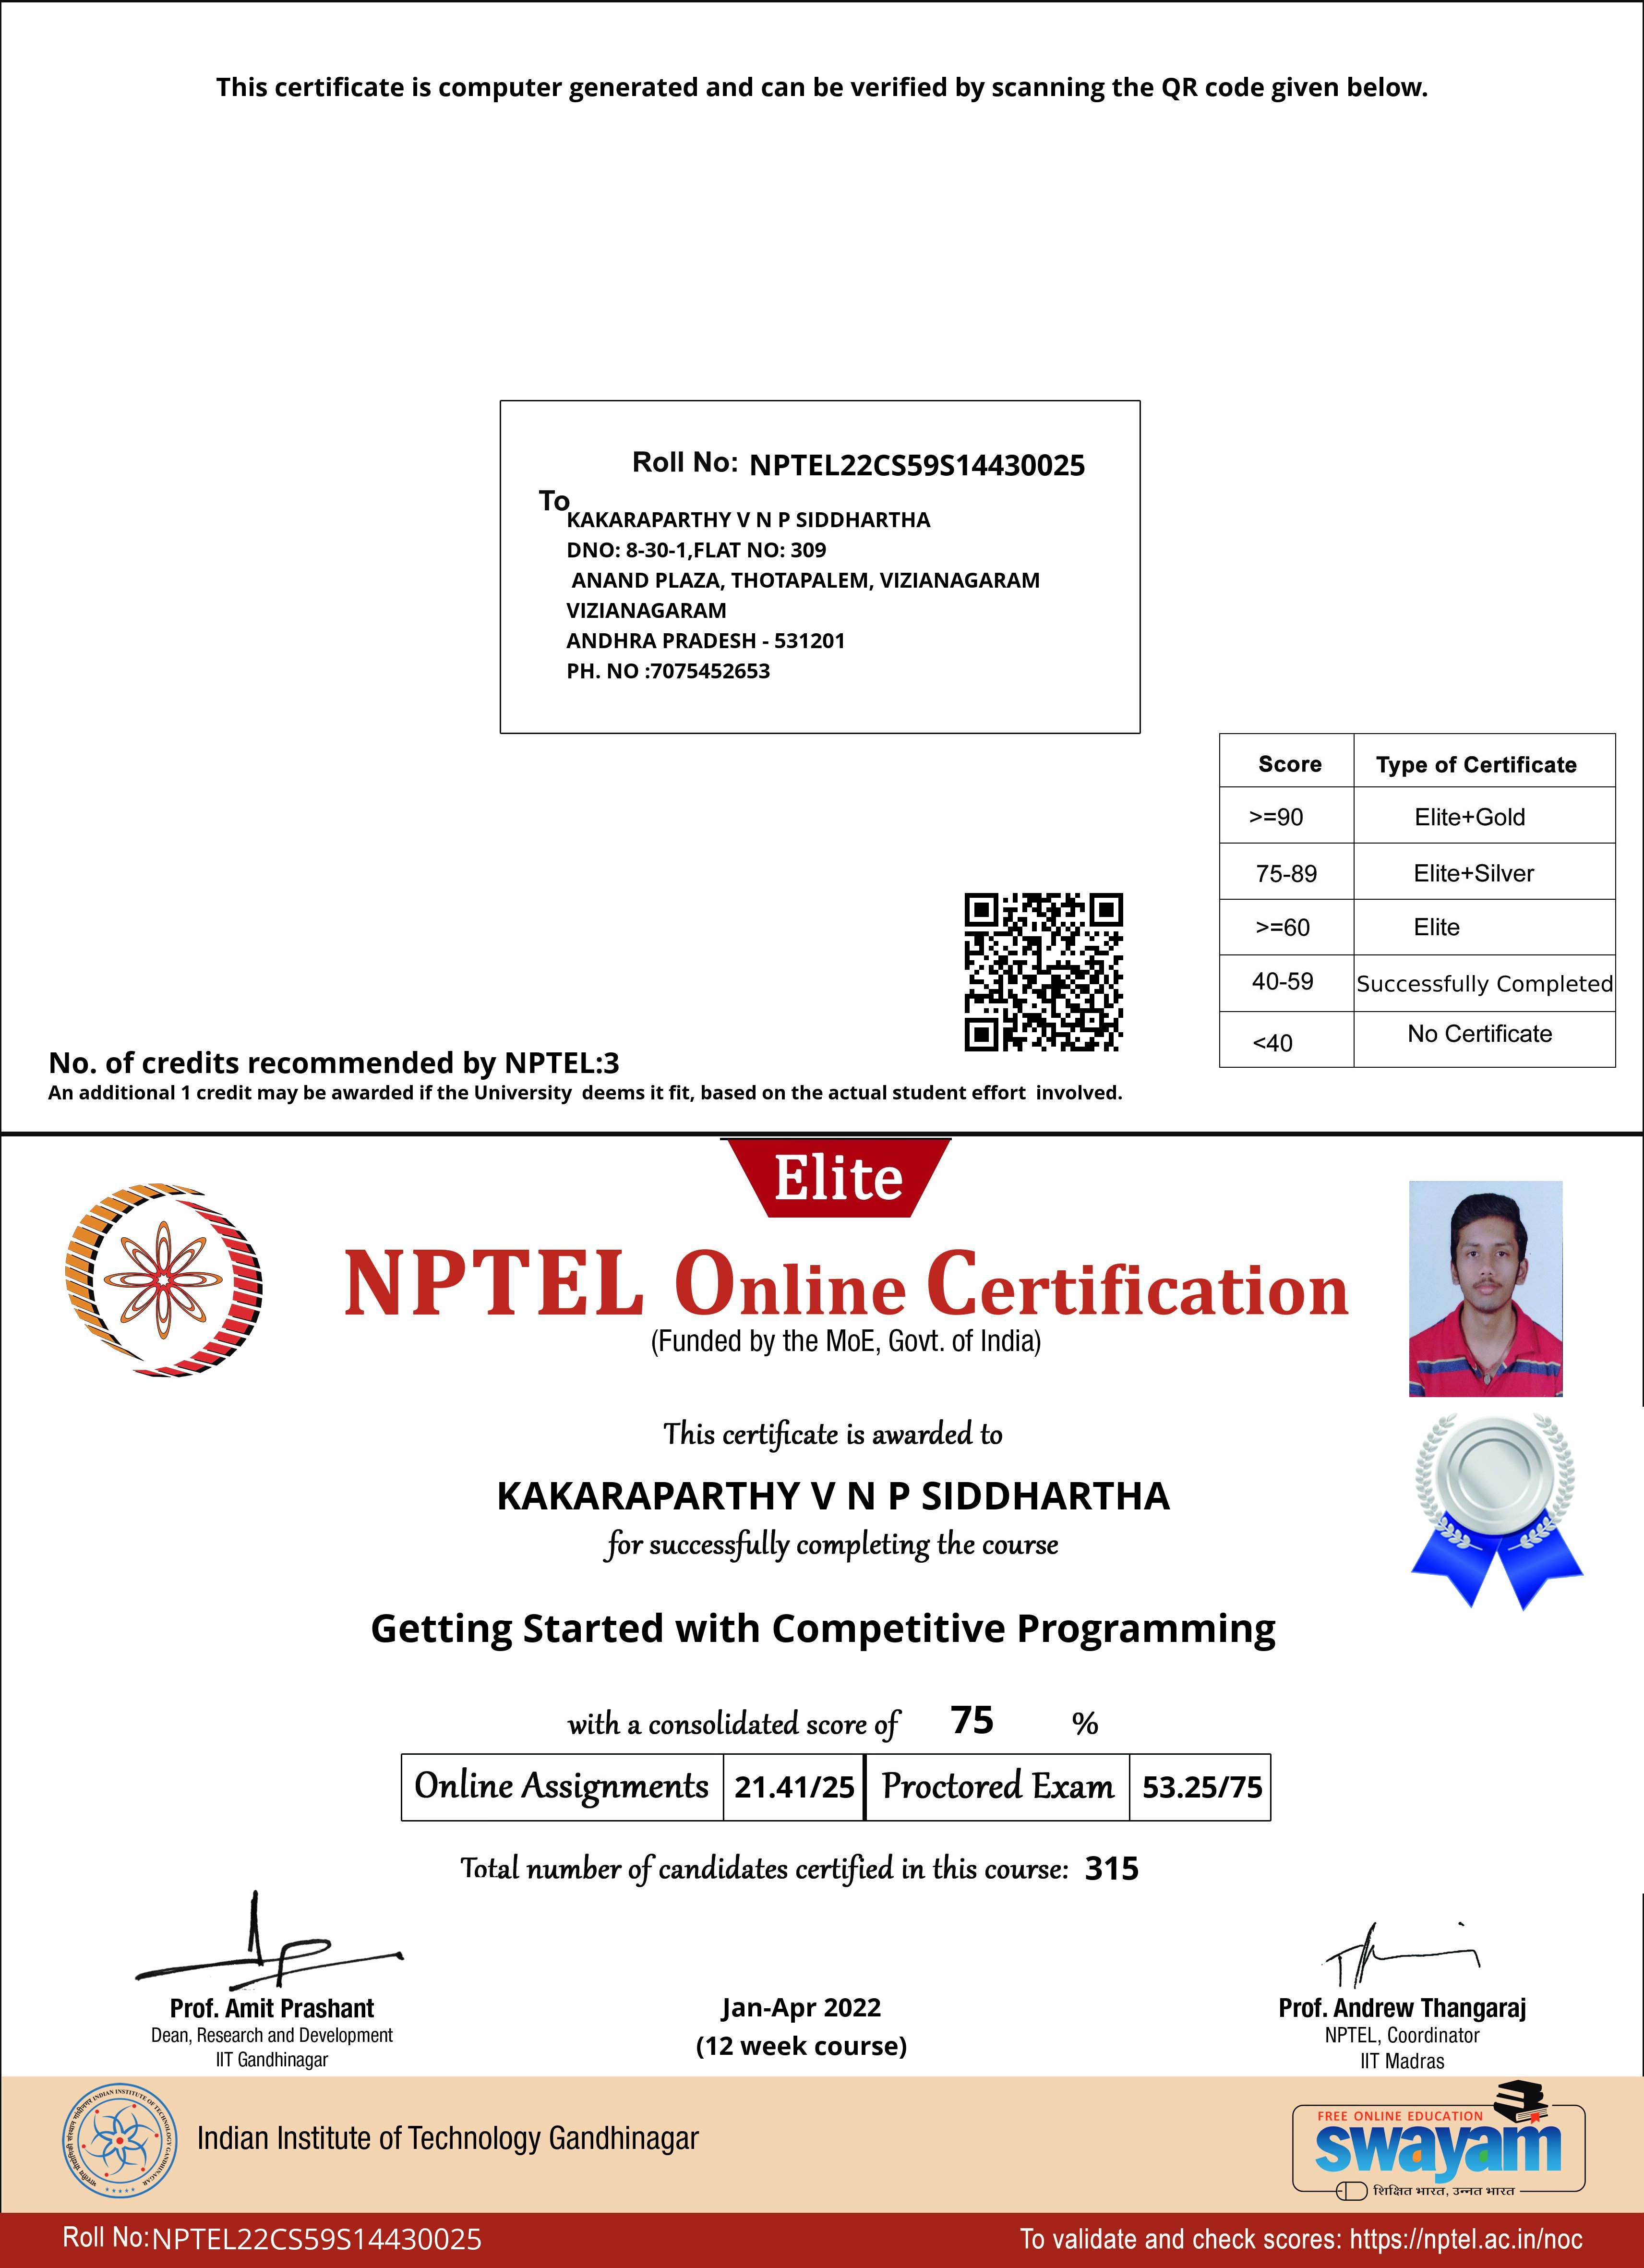 This certificate is computer generated and can be verified by scanning the QR code given below.
Roll No: NPTEL22CS59S14430025
To
KAKARAPARTHY V N P SIDDHARTHA
DNO: 8-30-1,FLAT NO: 309
ANAND PLAZA, THOTAPALEM, VIZIANAGARAM
VIZIANAGARAM
ANDHRA PRADESH - 531201
PH. NO :7075452653
Score Type of Certificate
>=90 Elite+Gold
75-89 Elite+Silver
>=60 Elite
40-59 Successfully Completed
<40 No Certificate
No. of credits recommended by NPTEL:3
An additional 1 credit may be awarded if the University deems it fit, based on the actual student effort involved.
Elite
NPTEL Online Certification
(Funded by the MoE, Govt. of India)
This certificate is awarded to
KAKARAPARTHY V N P SIDDHARTHA
for successfully completing the course
Getting Started with Competitive Programming
with a consolidated score of 75 %
Online Assignments 21.41/25 Proctored Exam 53.25/75
Total number of candidates certified in this course: 315
Prof. Amit Prashant
Dean, Research and Development
IIT Gandhinagar
Jan-Apr 2022
(12 week course)
Prof. Andrew Thangaraj
NPTEL, Coordinator
IIT Madras
भारतीय प्रौद्योगिकी संस्थान गांधीनगर
INDIAN INSTITUTE OF TECHNOLOGY GANDHINAGAR
Indian Institute of Technology Gandhinagar
FREE ONLINE EDUCATION
swayam
शिक्षित भारत, उन्नत भारत
Roll No:NPTEL22CS59S14430025
To validate and check scores: https://nptel.ac.in/noc